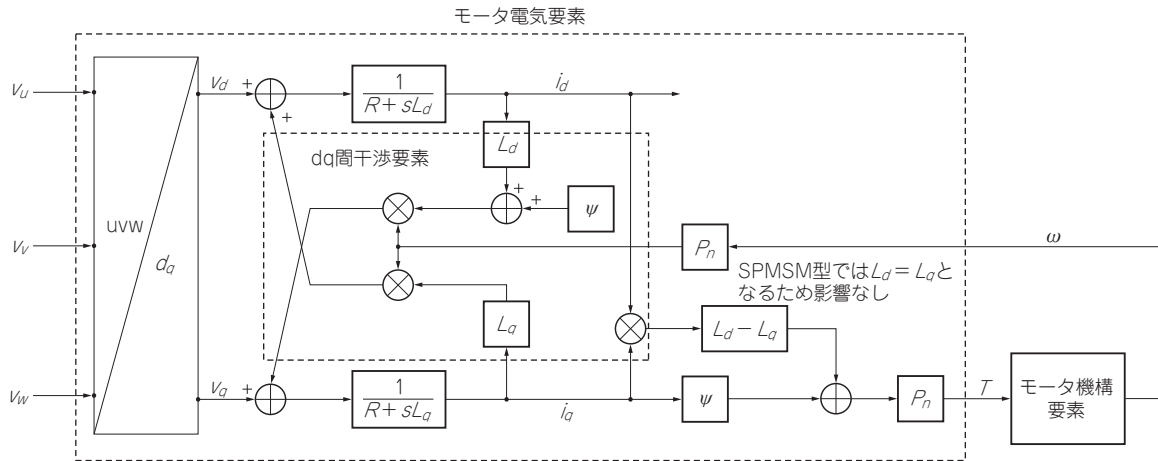 モータ電気要素
v_u
v_v
v_w
uvw
d_q
v_d
+
+
1
R + sL_d
i_d
L_d
dq間干渉要素
+
+
ψ
P_n
ω
SPMSM型ではL_d = L_qと
なるため影響なし
L_q
L_d − L_q
v_q
+
1
R + sL_q
i_q
ψ
P_n
T
モータ機構
要素